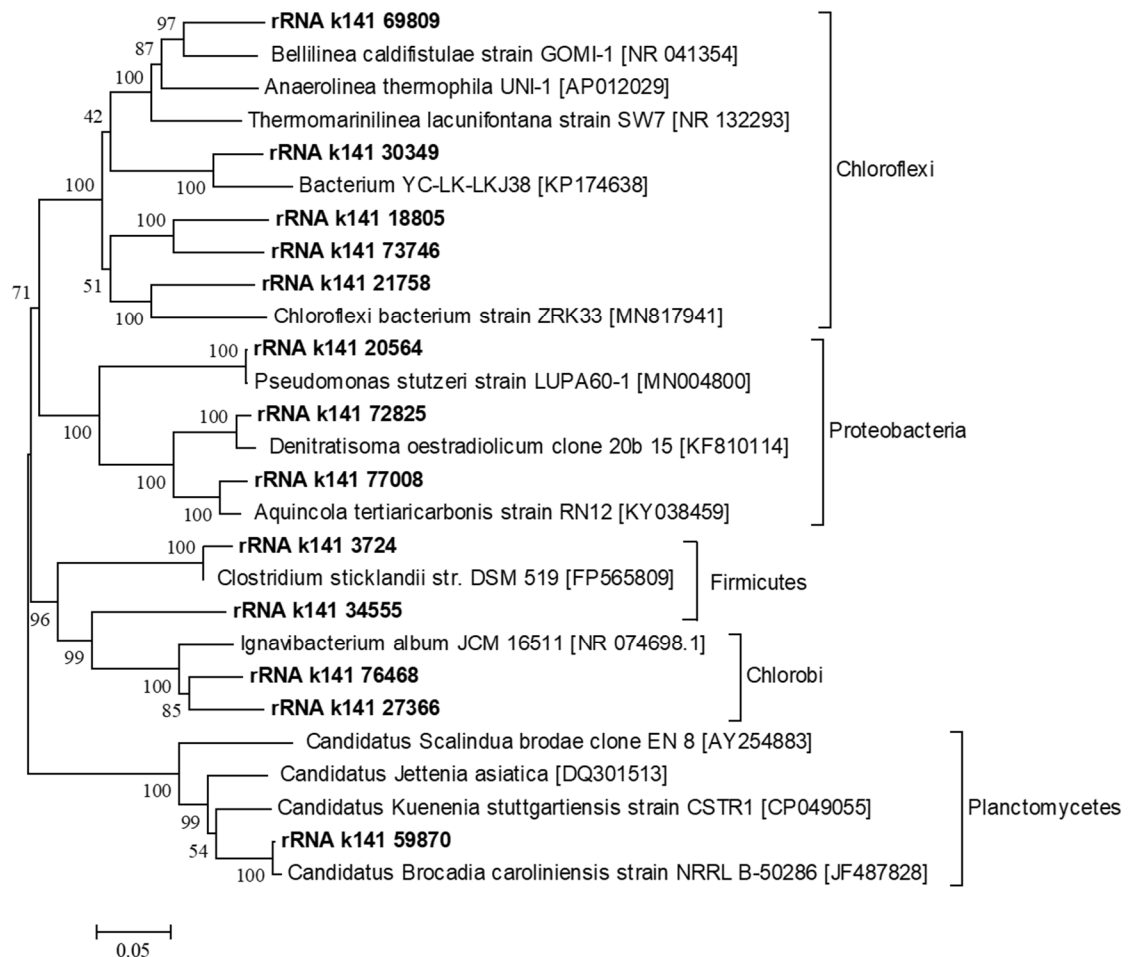 97
rRNA k141 69809
87
Bellilinea caldifistulae strain GOMI-1 [NR 041354]
100
Anaerolinea thermophila UNI-1 [AP012029]
42
Thermomarinilinea lacunifontana strain SW7 [NR 132293]
rRNA k141 30349
100
100
Bacterium YC-LK-LKJ38 [KP174638]
Chloroflexi
100
rRNA k141 18805
rRNA k141 73746
51
rRNA k141 21758
71
100
Chloroflexi bacterium strain ZRK33 [MN817941]
100
rRNA k141 20564
Pseudomonas stutzeri strain LUPA60-1 [MN004800]
100
100
rRNA k141 72825
Proteobacteria
Denitratisoma oestradiolicum clone 20b 15 [KF810114]
100
rRNA k141 77008
100
Aquincola tertiaricarbonis strain RN12 [KY038459]
100
rRNA k141 3724
Clostridium sticklandii str. DSM 519 [FP565809]
Firmicutes
96
rRNA k141 34555
99
Ignavibacterium album JCM 16511 [NR 074698.1]
100
rRNA k141 76468
Chlorobi
85
rRNA k141 27366
Candidatus Scalindua brodae clone EN 8 [AY254883]
100
Candidatus Jettenia asiatica [DQ301513]
99
Candidatus Kuenenia stuttgartiensis strain CSTR1 [CP049055]
Planctomycetes
54
rRNA k141 59870
100
Candidatus Brocadia caroliniensis strain NRRL B-50286 [JF487828]
0.05